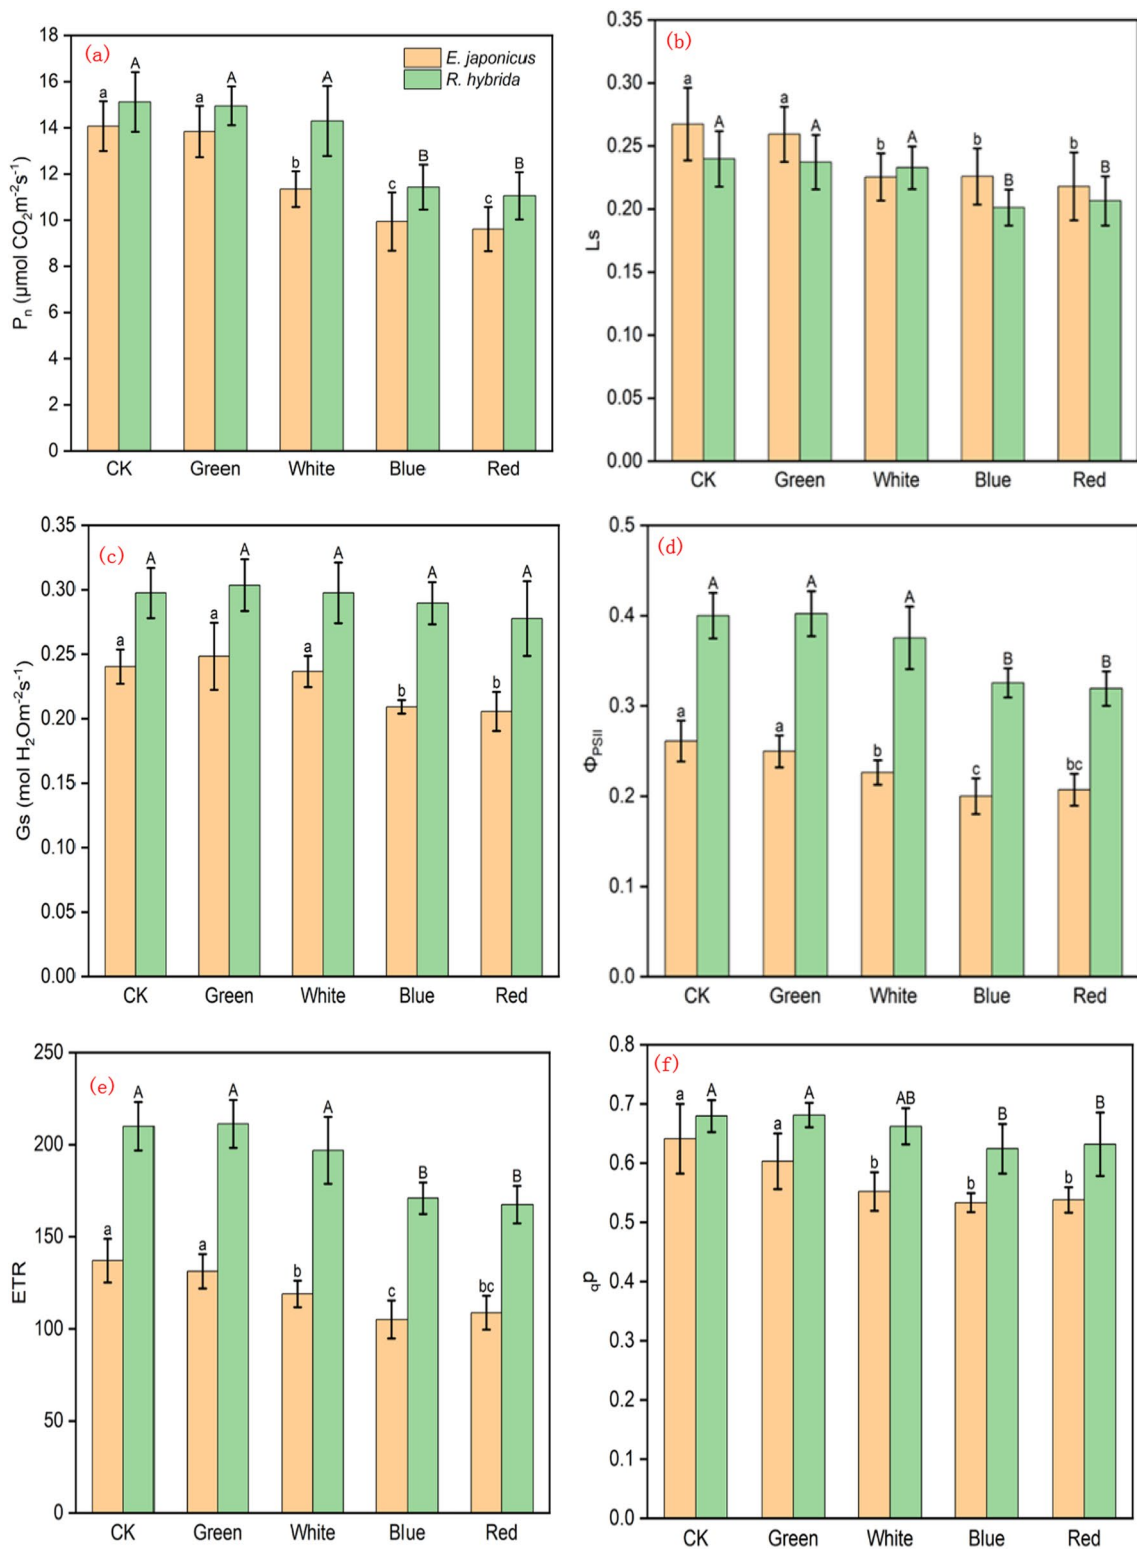 (a)
E. japonicus
R. hybrida
18
16
14
12
10
8
6
4
2
0
Pn (μmol CO2m-2s-1)
a A a A b A c B c B
CK Green White Blue Red
(b)
0.35
0.30
0.25
0.20
0.15
0.10
0.05
0.00
Ls
a A a A b A b B b B
CK Green White Blue Red
(c)
0.35
0.30
0.25
0.20
0.15
0.10
0.05
0.00
Gs (mol H2Om-2s-1)
a A a A a A b A b A
CK Green White Blue Red
(d)
0.5
0.4
0.3
0.2
0.1
0.0
ΦPSII
a A a A b A c B bc B
CK Green White Blue Red
(e)
250
200
150
100
50
0
ETR
a A a A b A c B bc B
CK Green White Blue Red
(f)
0.8
0.7
0.6
0.5
0.4
0.3
0.2
0.1
0.0
qp
a A a A b AB b B b B
CK Green White Blue Red